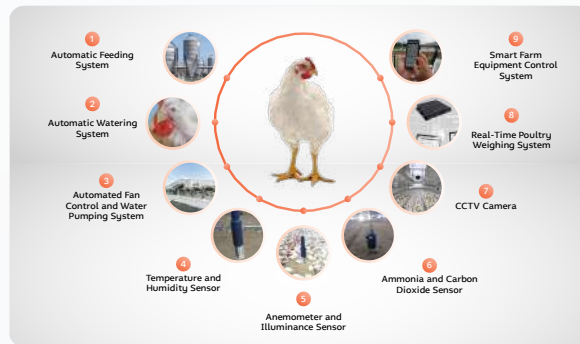 1
Automatic Feeding
System
2
Automatic Watering
System
3
Automated Fan
Control and Water
Pumping System
4
Temperature and
Humidity Sensor
5
Anemometer and
Illuminance Sensor
6
Ammonia and Carbon
Dioxide Sensor
7
CCTV Camera
8
Real-Time Poultry
Weighing System
9
Smart Farm
Equipment Control
System